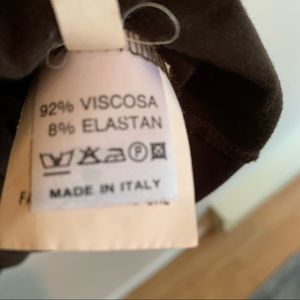 92% VISCOSA
8% ELASTAN
MADE IN ITALY